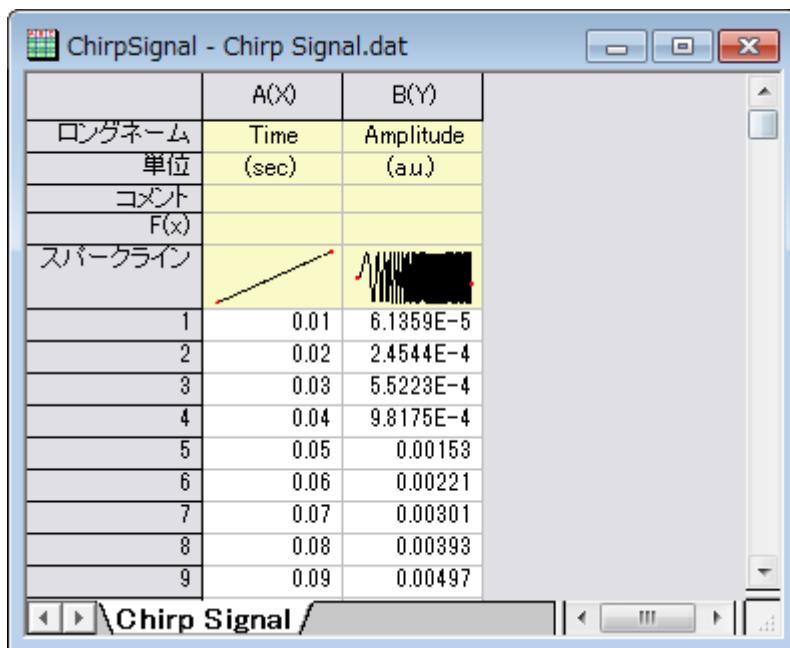 ChirpSignal - Chirp Signal.dat
A(X) B(Y)
ロングネーム Time Amplitude
単位 (sec) (a.u.)
コメント
F(x)
スパークライン
1 0.01 6.1359E-5
2 0.02 2.4544E-4
3 0.03 5.5223E-4
4 0.04 9.8175E-4
5 0.05 0.00153
6 0.06 0.00221
7 0.07 0.00301
8 0.08 0.00393
9 0.09 0.00497
Chirp Signal